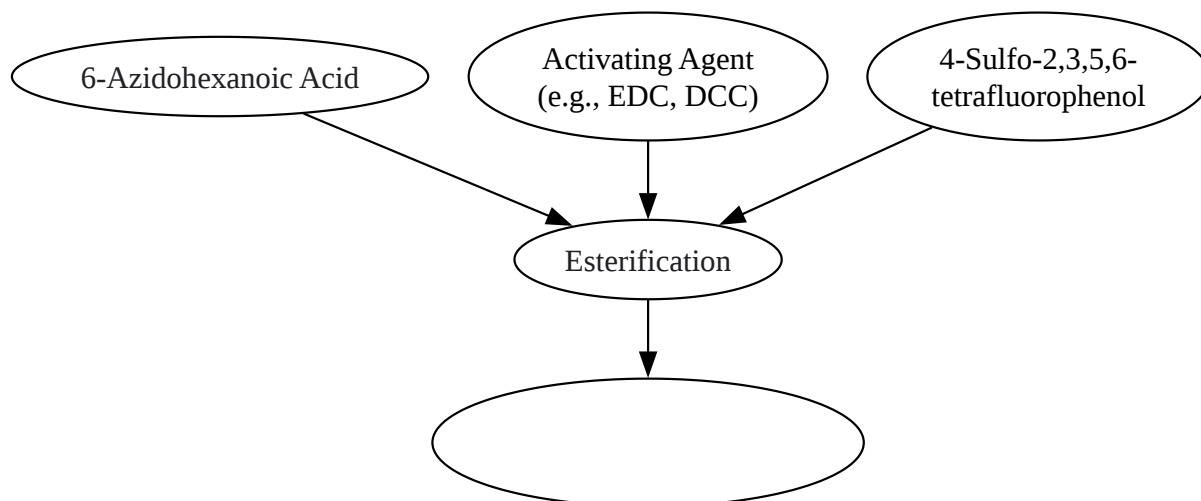 6-Azidohexanoic Acid
Activating Agent
(e.g., EDC, DCC)
4-Sulfo-2,3,5,6-
tetrafluorophenol
Esterification